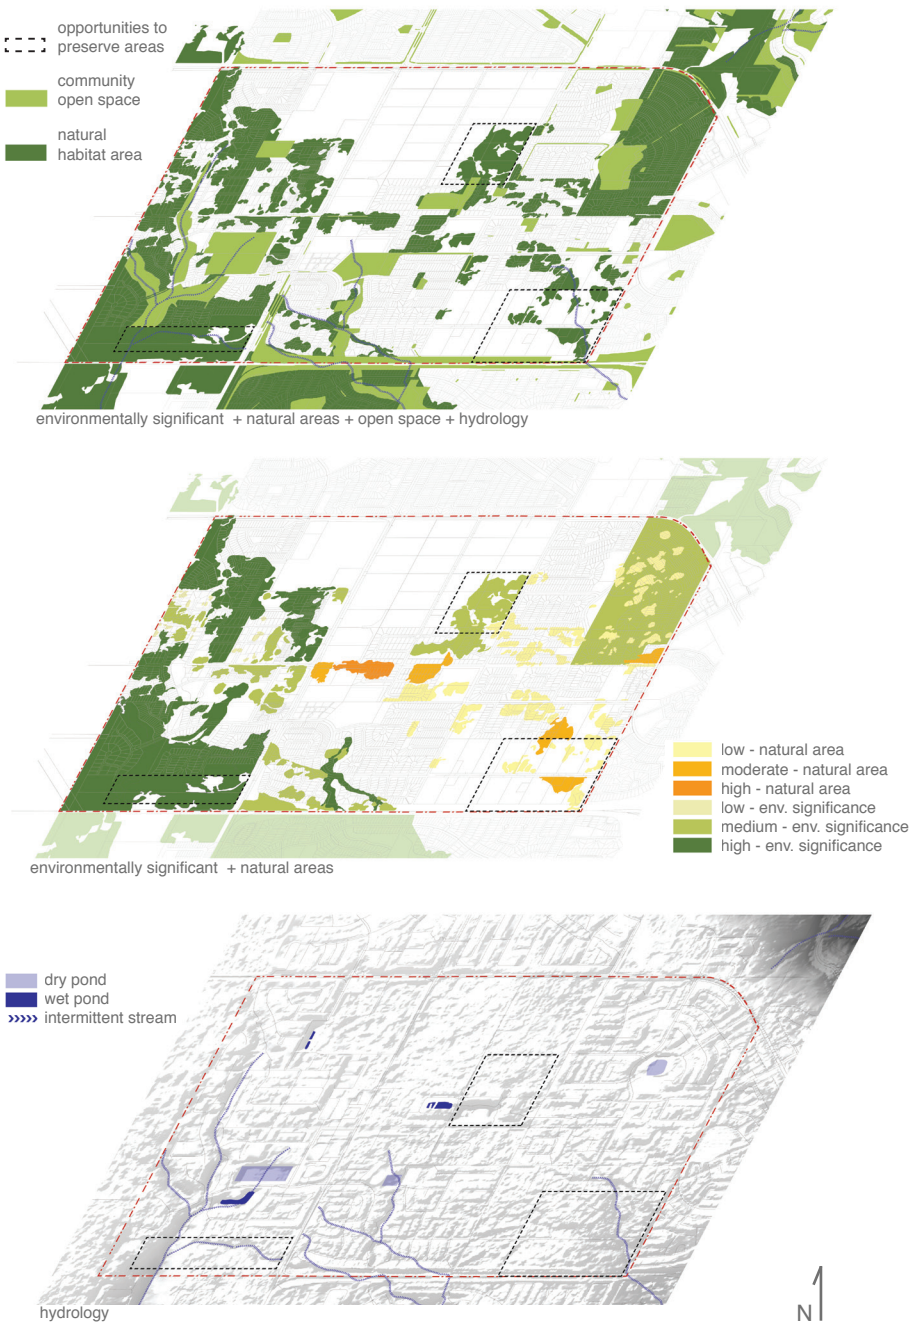 opportunities to
preserve areas
community
open space
natural
habitat area
environmentally significant + natural areas + open space + hydrology
low - natural area
moderate - natural area
high - natural area
low - env. significance
medium - env. significance
high - env. significance
environmentally significant + natural areas
dry pond
wet pond
intermittent stream
hydrology
N